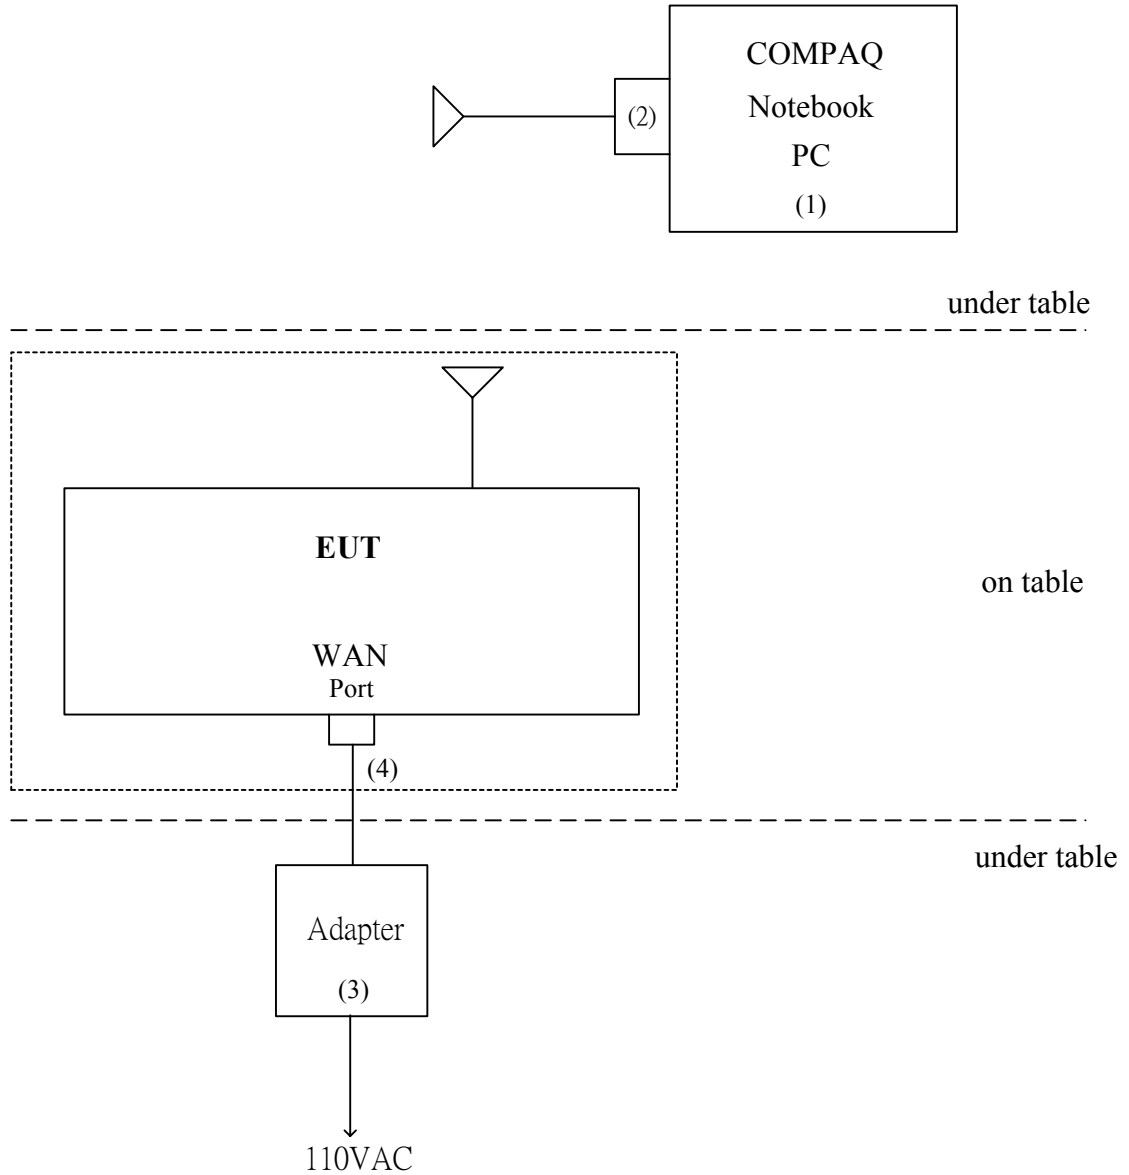 COMPAQ
Notebook
PC
(1)
(2)
under table
EUT
on table
WAN
Port
(4)
under table
Adapter
(3)
110VAC